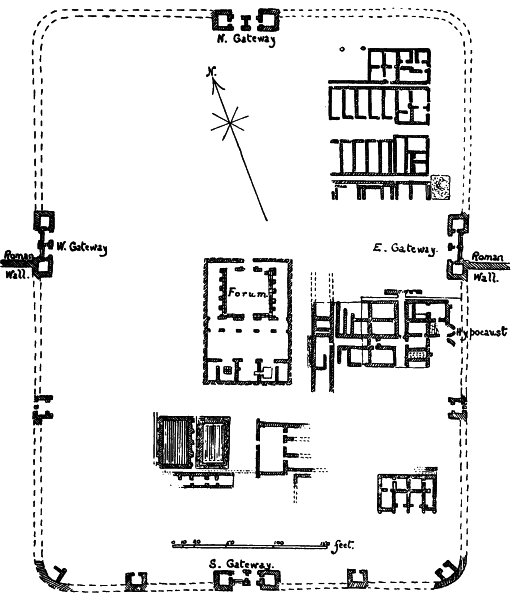 N. Gateway
N.
W. Gateway
E. Gateway.
Roman
Wall.
Roman
Wall.
Forum
Hypocaust
feet.
S. Gateway.